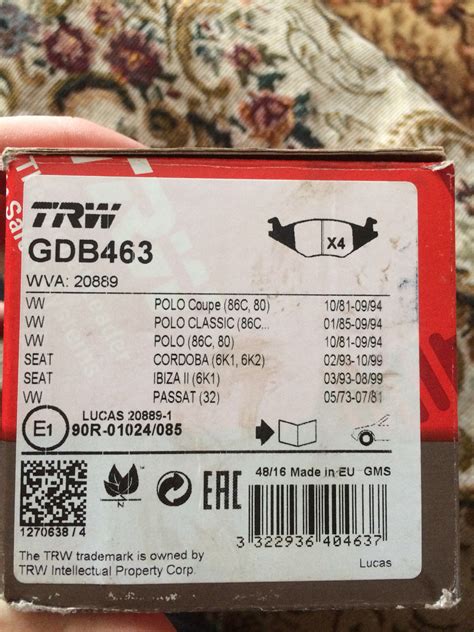 TRW
GDB463
X4
WVA: 20889
VW POLO Coupe (86C, 80) 10/81-09/94
VW POLO CLASSIC (86C... 01/85-09/94
VW POLO (86C, 80) 10/81-09/94
SEAT CORDOBA (6K1, 6K2) 02/93-10/99
SEAT IBIZA II (6K1) 03/93-08/99
VW PASSAT (32) 05/73-07/81
LUCAS 20889-1
E1 90R-01024/085
EAC
48/16 Made in EU GMS
1270638 / 4
3 322936 404637
The TRW trademark is owned by
TRW Intellectual Property Corp.
Lucas